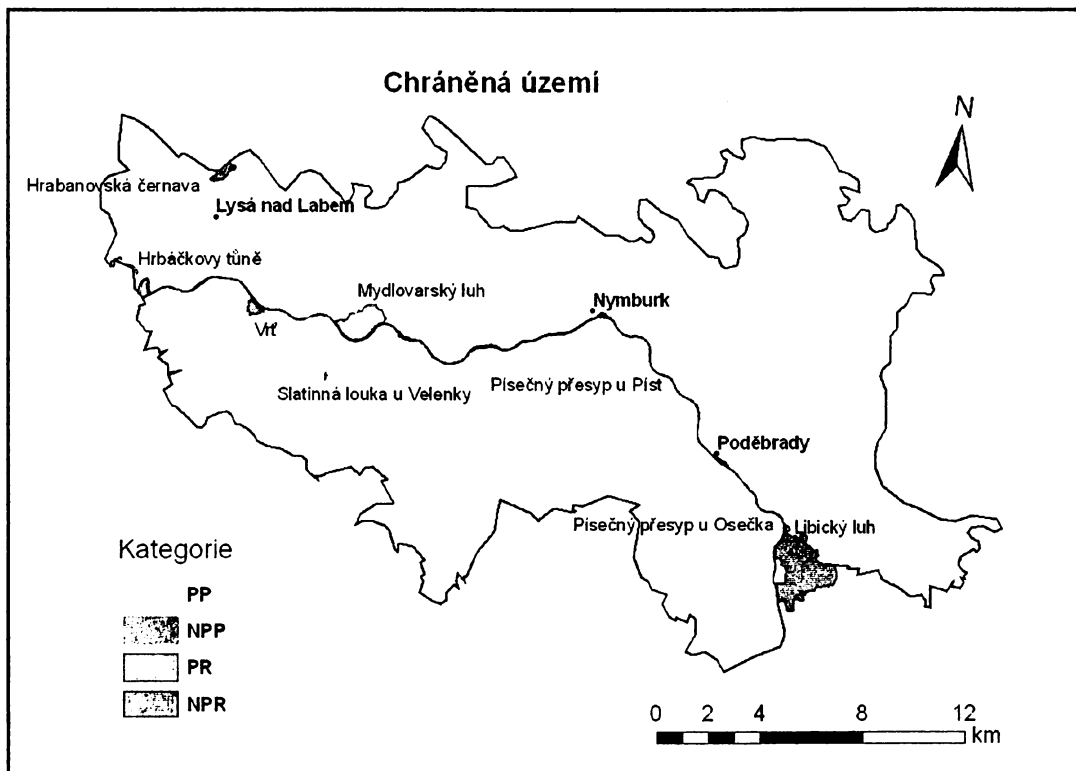 Chráněná území
N
Hrabanovská černava
Lysá nad Labem
Hrbáčkovy tůně
Mydlovarský luh
Nymburk
Vrť
Slatinná louka u Velenky
Písečný přesyp u Píst
Poděbrady
Písečný přesyp u Osečka
Libický luh
Kategorie
PP
NPP
PR
NPR
0 2 4 8 12
km